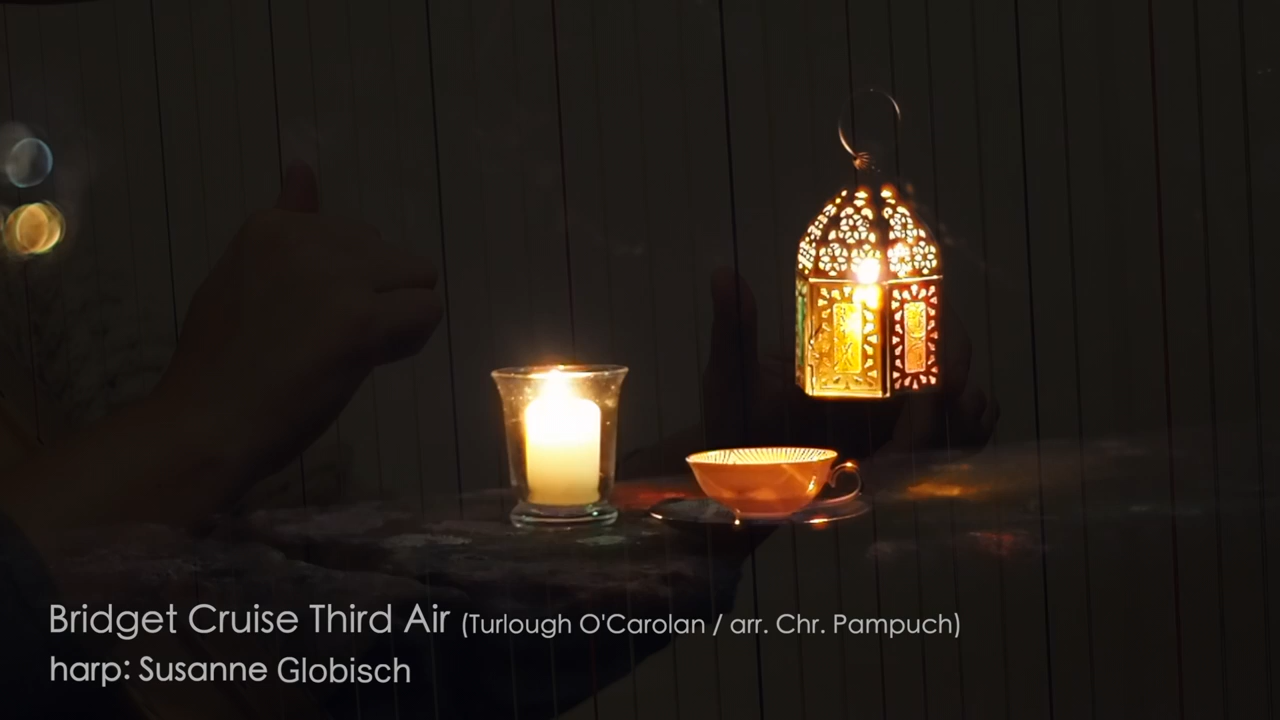 Bridget Cruise Third Air (Turlough O'Carolan / arr. Chr. Pampuch)
harp: Susanne Globisch